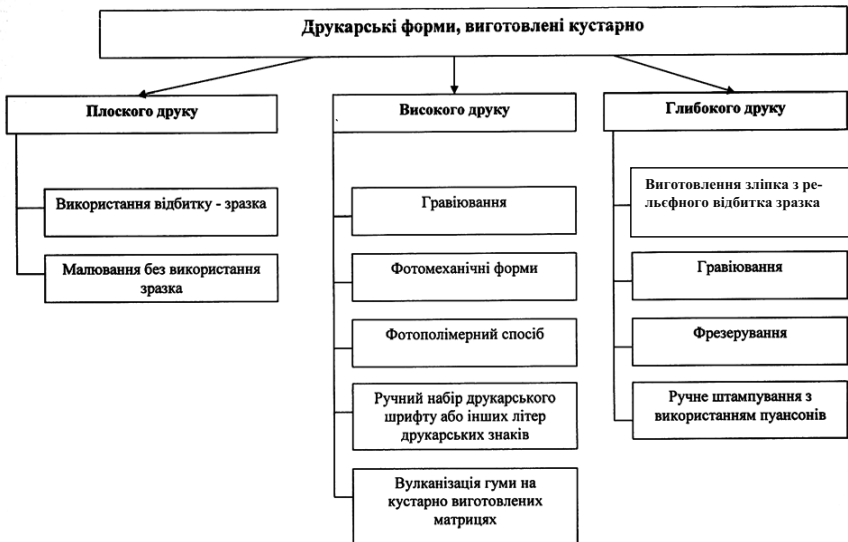 Друкарські форми, виготовлені кустарно
Плоского друку
Використання відбитку - зразка
Малювання без використання
зразка
Високого друку
Гравіювання
Фотомеханічні форми
Фотополімерний спосіб
Ручний набір друкарського
шрифту або інших літер
друкарських знаків
Вулканізація гуми на
кустарно виготовлених
матрицях
Глибокого друку
Виготовлення зліпка з ре-
льєфного відбитка зразка
Гравіювання
Фрезерування
Ручне штампування з
використанням пуансонів